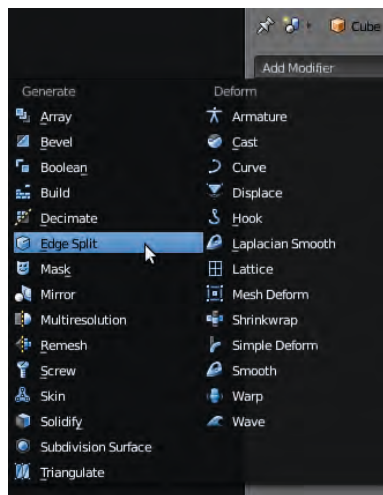 Cube
Add Modifier
Generate
Array
Bevel
Boolean
Build
Decimate
Edge Split
Mask
Mirror
Multiresolution
Remesh
Screw
Skin
Solidify
Subdivision Surface
Triangulate
Deform
Armature
Cast
Curve
Displace
Hook
Laplacian Smooth
Lattice
Mesh Deform
Shrinkwrap
Simple Deform
Smooth
Warp
Wave